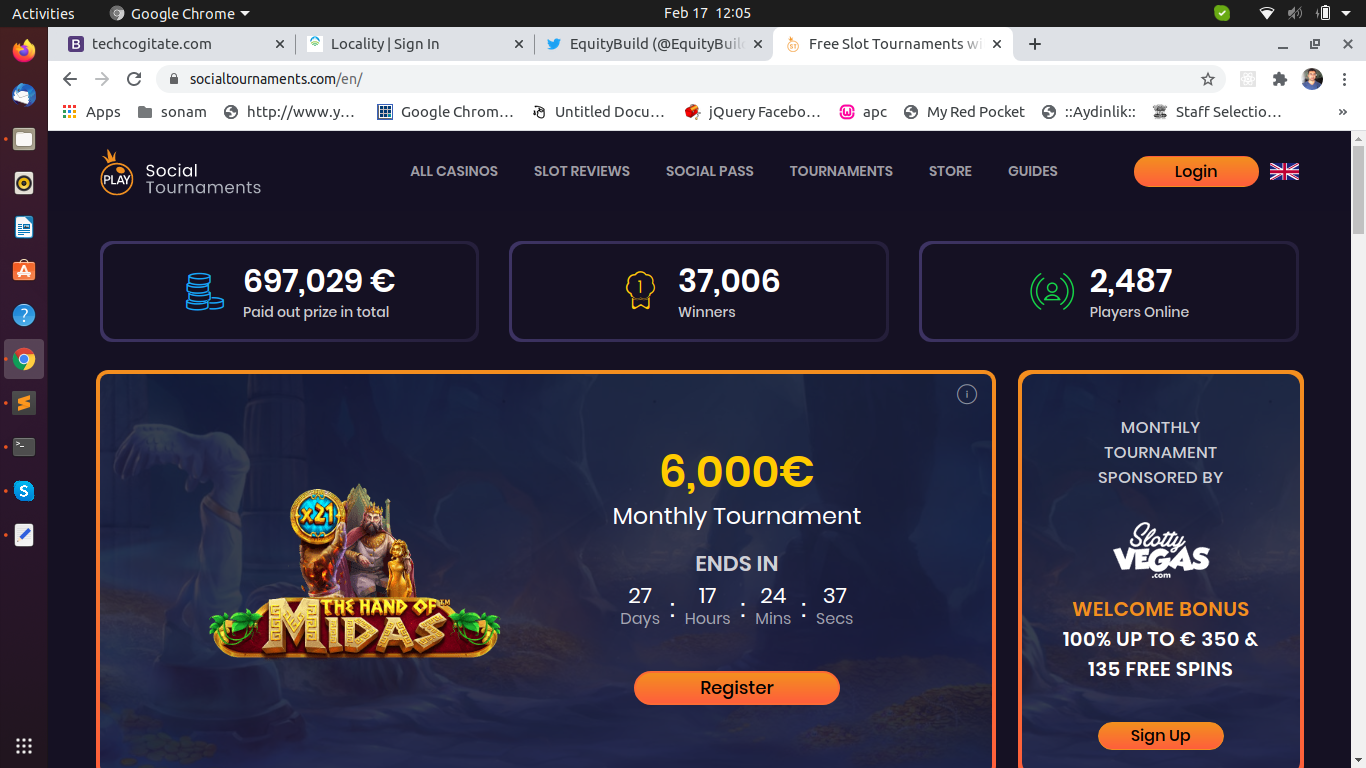 Activities
Google Chrome
Feb 17 12:05
techcogitate.com
Locality | Sign In
EquityBuild (@EquityBuil
Free Slot Tournaments wi
socialtournaments.com/en/
Apps
sonam
http://www.y...
Google Chrom...
Untitled Docu...
jQuery Facebo...
apc
My Red Pocket
::Aydinlik::
Staff Selectio...
»
PLAY
Social
Tournaments
ALL CASINOS
SLOT REVIEWS
SOCIAL PASS
TOURNAMENTS
STORE
GUIDES
Login
697,029 €
Paid out prize in total
1
37,006
Winners
2,487
Players Online
i
x21
THE HAND OF™
MIDAS
6,000€
Monthly Tournament
ENDS IN
27 : 17 : 24 : 37
Days Hours Mins Secs
Register
MONTHLY
TOURNAMENT
SPONSORED BY
Slotty
VEGAS
.com
WELCOME BONUS
100% UP TO € 350 &
135 FREE SPINS
Sign Up